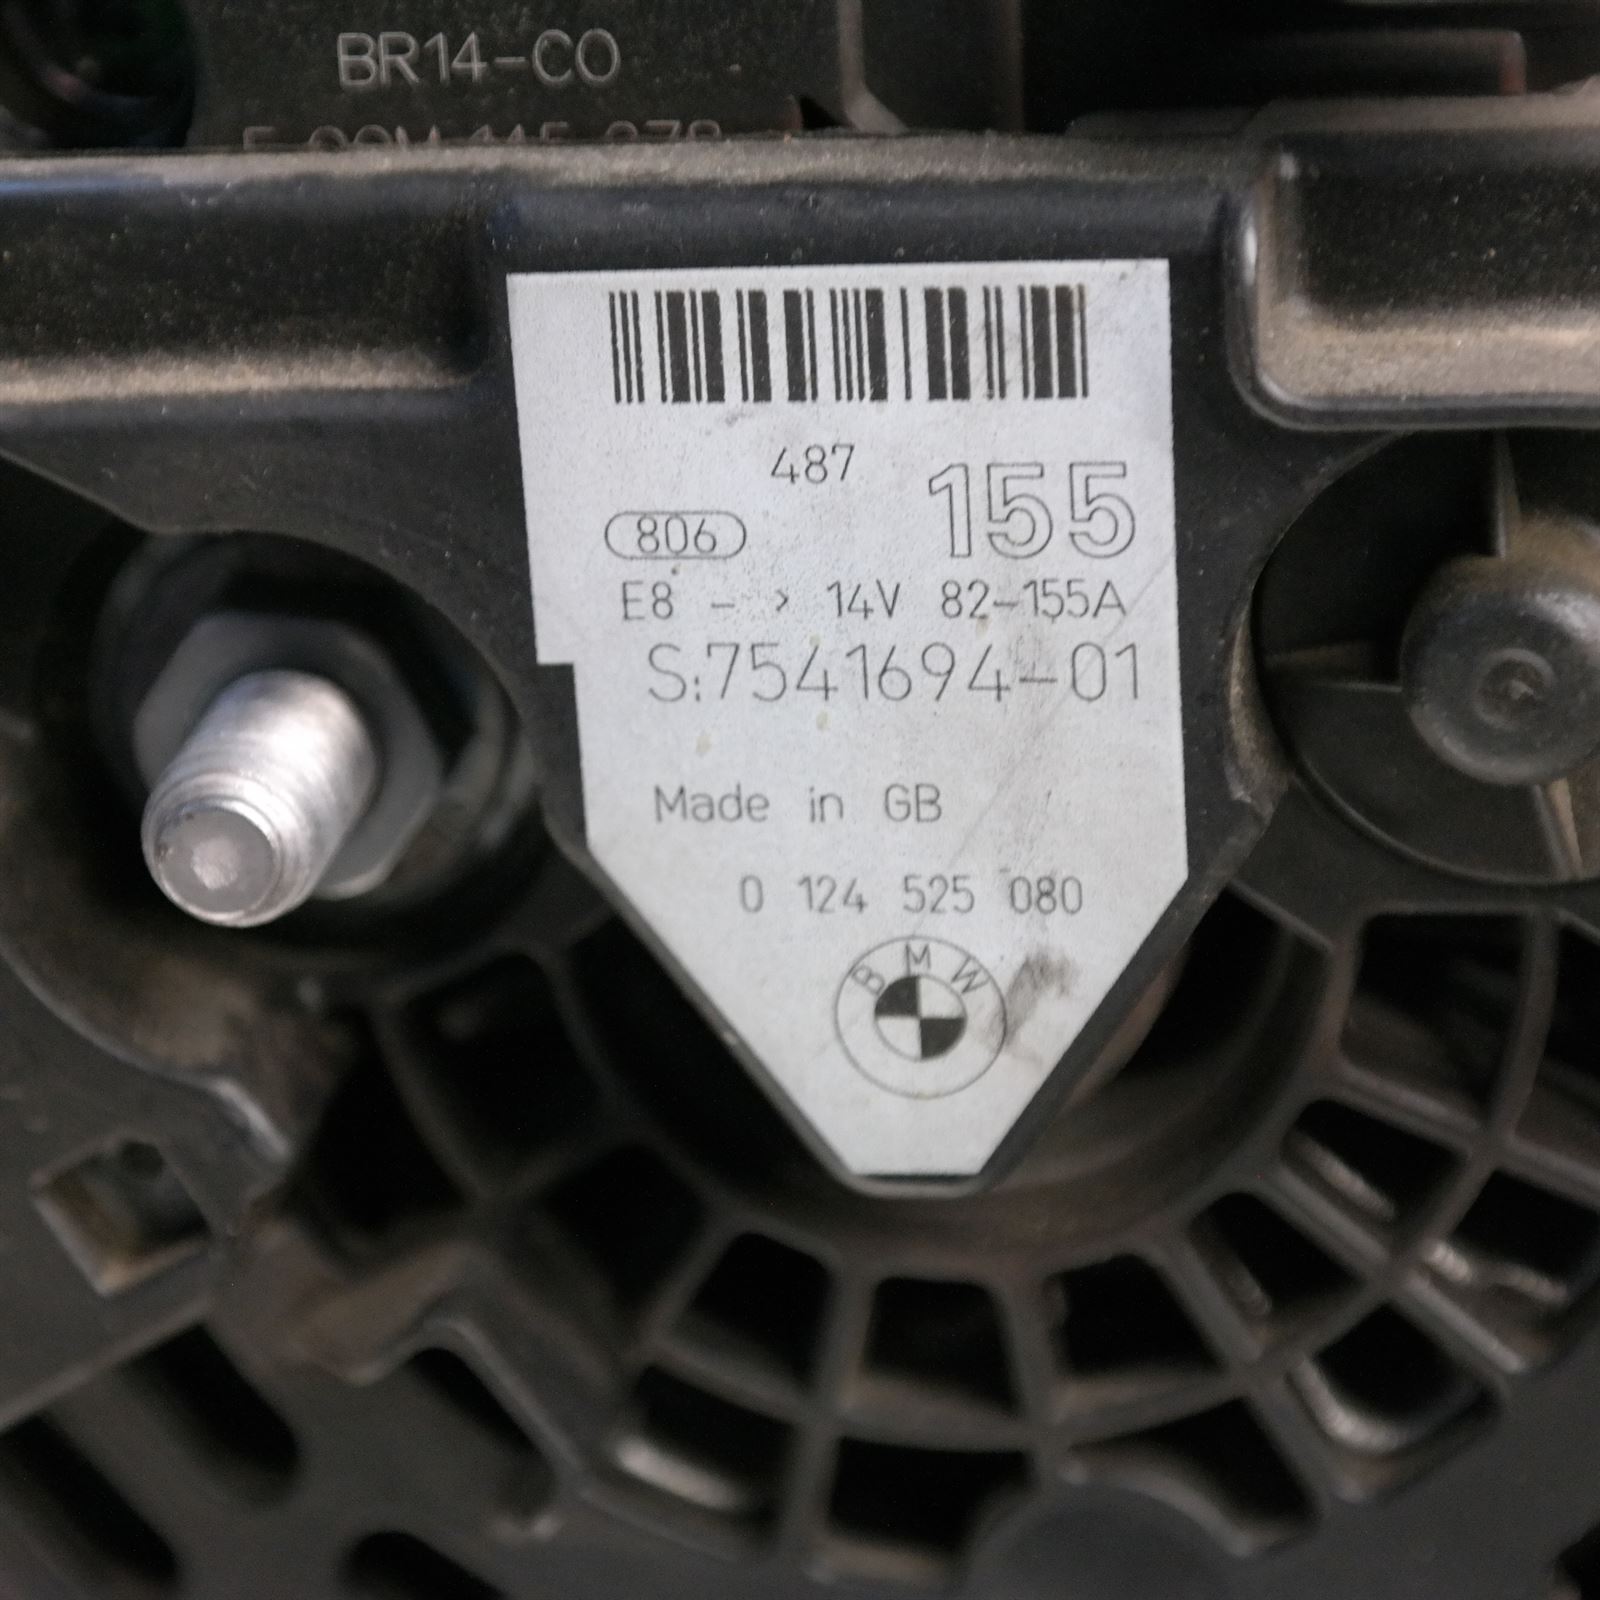 BR14-CO
487
155
806
E8 - > 14V 82-155A
S:7541694-01
Made in GB
0 124 525 080
BMW